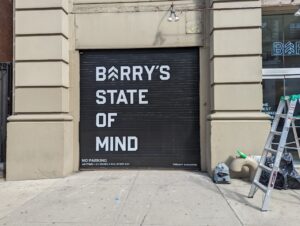 BARRY'S
STATE
OF
MIND
NO PARKING